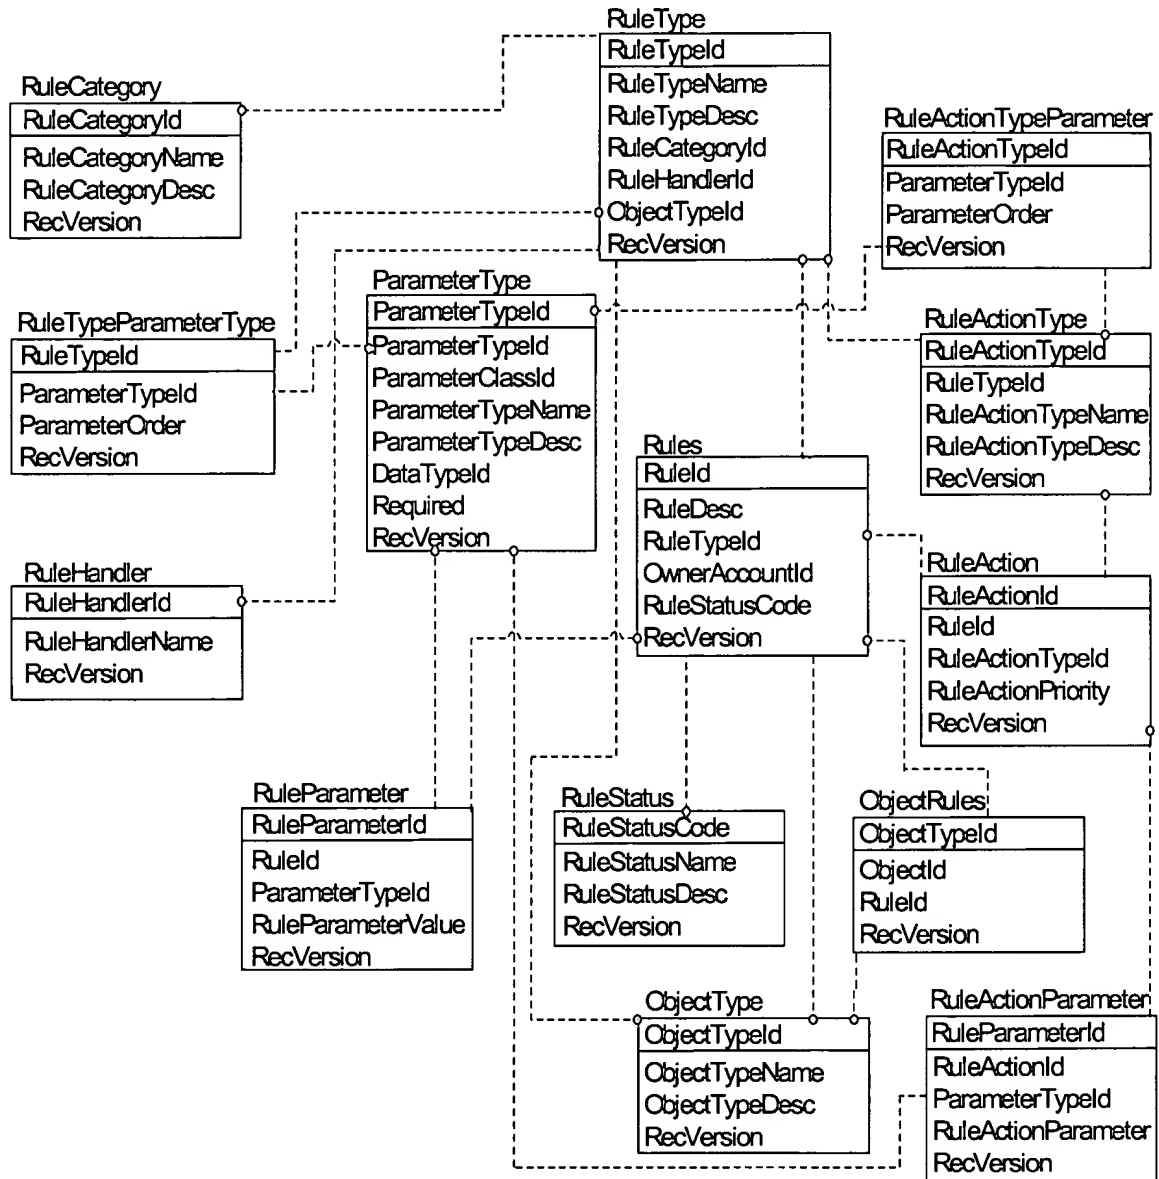 RuleType
RuleTypeId
RuleTypeName
RuleTypeDesc
RuleCategoryId
RuleHandlerId
ObjectTypeId
RecVersion
RuleCategory
RuleCategoryId
RuleCategoryName
RuleCategoryDesc
RecVersion
RuleActionTypeParameter
RuleActionTypeId
ParameterTypeId
ParameterOrder
RecVersion
ParameterType
ParameterTypeId
ParameterTypeId
ParameterClassId
ParameterTypeName
ParameterTypeDesc
DataTypeId
Required
RecVersion
RuleTypeParameterType
RuleTypeId
ParameterTypeId
ParameterOrder
RecVersion
RuleActionType
RuleActionTypeId
RuleTypeId
RuleActionTypeName
RuleActionTypeDesc
RecVersion
Rules
RuleId
RuleDesc
RuleTypeId
OwnerAccountId
RuleStatusCode
RecVersion
RuleHandler
RuleHandlerId
RuleHandlerName
RecVersion
RuleAction
RuleActionId
RuleId
RuleActionTypeId
RuleActionPriority
RecVersion
RuleParameter
RuleParameterId
RuleId
ParameterTypeId
RuleParameterValue
RecVersion
RuleStatus
RuleStatusCode
RuleStatusName
RuleStatusDesc
RecVersion
ObjectRules
ObjectTypeId
ObjectId
RuleId
RecVersion
ObjectType
ObjectTypeId
ObjectTypeName
ObjectTypeDesc
RecVersion
RuleActionParameter
RuleParameterId
RuleActionId
ParameterTypeId
RuleActionParameter
RecVersion